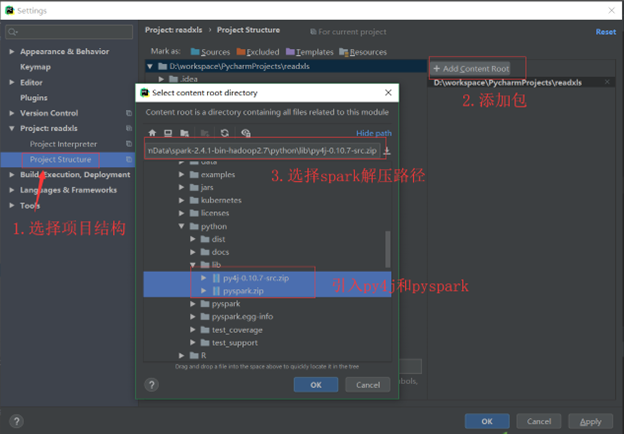 Settings
Appearance & Behavior
Keymap
Editor
Plugins
Version Control
Project: readxls
Project Interpreter
Project Structure
Build, Execution, Deployment
Languages & Frameworks
Tools
1.选择项目结构
Project: readxls › Project Structure
For current project
Reset
Mark as:
Sources
Excluded
Templates
Resources
D:\workspace\PycharmProjects\readxls
.idea
+ Add Content Root
D:\workspace\PycharmProjects\readxls
2.添加包
Select content root directory
Content root is a directory containing all files related to this module
Hide path
nData\spark-2.4.1-bin-hadoop2.7\python\lib\py4j-0.10.7-src.zip
3.选择spark解压路径
data
examples
jars
kubernetes
licenses
python
dist
docs
lib
py4j-0.10.7-src.zip
pyspark.zip
引入py4j和pyspark
pyspark
pyspark.egg-info
test_coverage
test_support
R
Drag and drop a file into the space above to quickly locate it in the tree
?
OK
Cancel
?
OK
Cancel
Apply